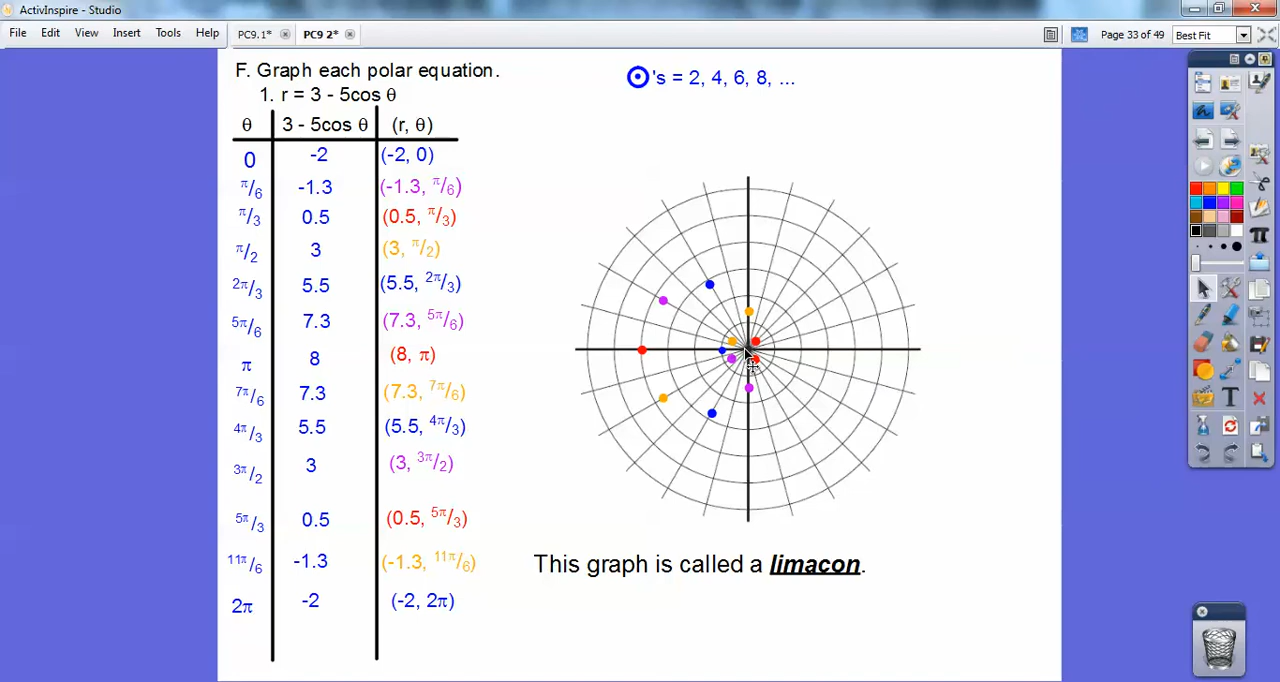 ActivInspire - Studio
File Edit View Insert Tools Help
PC9.1* PC9 2*
Page 33 of 49 Best Fit
F. Graph each polar equation.
1. r = 3 - 5cos θ
⊙'s = 2, 4, 6, 8, ...
θ 3 - 5cos θ (r, θ)
0 -2 (-2, 0)
π/6 -1.3 (-1.3, π/6)
π/3 0.5 (0.5, π/3)
π/2 3 (3, π/2)
2π/3 5.5 (5.5, 2π/3)
5π/6 7.3 (7.3, 5π/6)
π 8 (8, π)
7π/6 7.3 (7.3, 7π/6)
4π/3 5.5 (5.5, 4π/3)
3π/2 3 (3, 3π/2)
5π/3 0.5 (0.5, 5π/3)
11π/6 -1.3 (-1.3, 11π/6)
2π -2 (-2, 2π)
This graph is called a limacon.